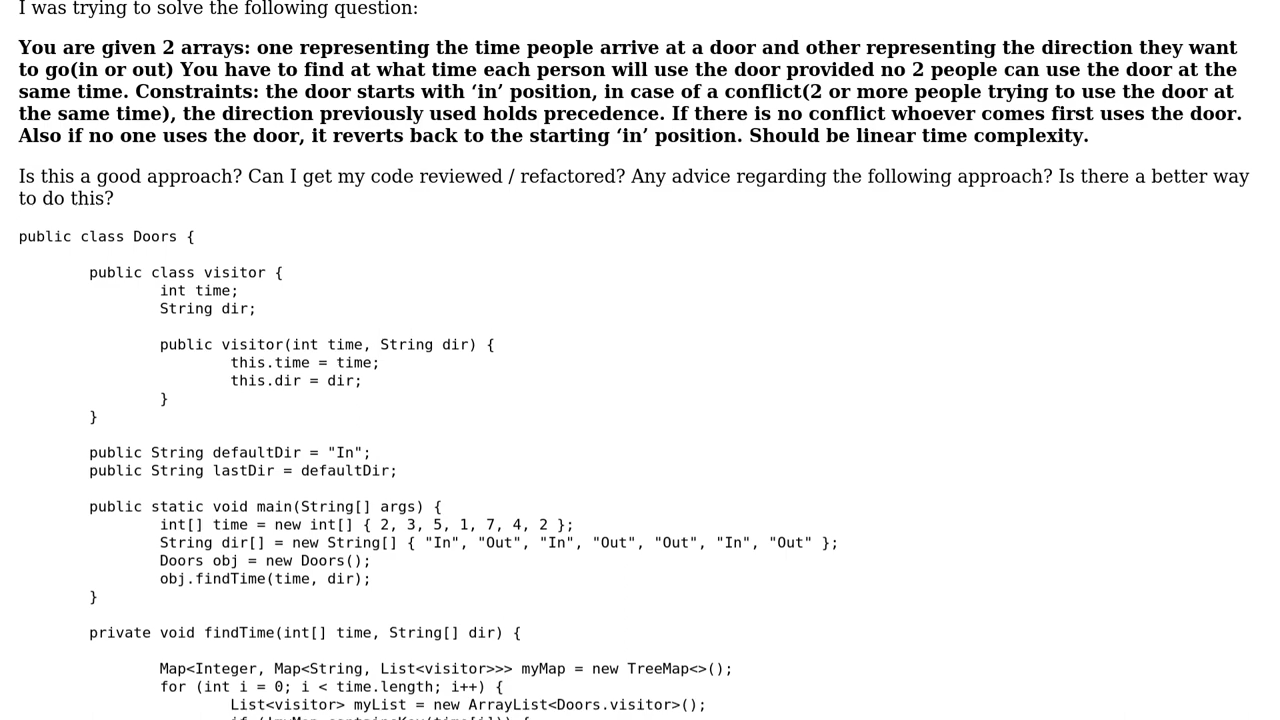 I was trying to solve the following question:
You are given 2 arrays: one representing the time people arrive at a door and other representing the direction they want
to go(in or out) You have to find at what time each person will use the door provided no 2 people can use the door at the
same time. Constraints: the door starts with ‘in’ position, in case of a conflict(2 or more people trying to use the door at
the same time), the direction previously used holds precedence. If there is no conflict whoever comes first uses the door.
Also if no one uses the door, it reverts back to the starting ‘in’ position. Should be linear time complexity.
Is this a good approach? Can I get my code reviewed / refactored? Any advice regarding the following approach? Is there a better way
to do this?
public class Doors {
public class visitor {
int time;
String dir;
public visitor(int time, String dir) {
this.time = time;
this.dir = dir;
}
}
public String defaultDir = "In";
public String lastDir = defaultDir;
public static void main(String[] args) {
int[] time = new int[] { 2, 3, 5, 1, 7, 4, 2 };
String dir[] = new String[] { "In", "Out", "In", "Out", "Out", "In", "Out" };
Doors obj = new Doors();
obj.findTime(time, dir);
}
private void findTime(int[] time, String[] dir) {
Map<Integer, Map<String, List<visitor>>> myMap = new TreeMap<>();
for (int i = 0; i < time.length; i++) {
List<visitor> myList = new ArrayList<Doors.visitor>();
if (!myMap.containsKey(time[i])) {